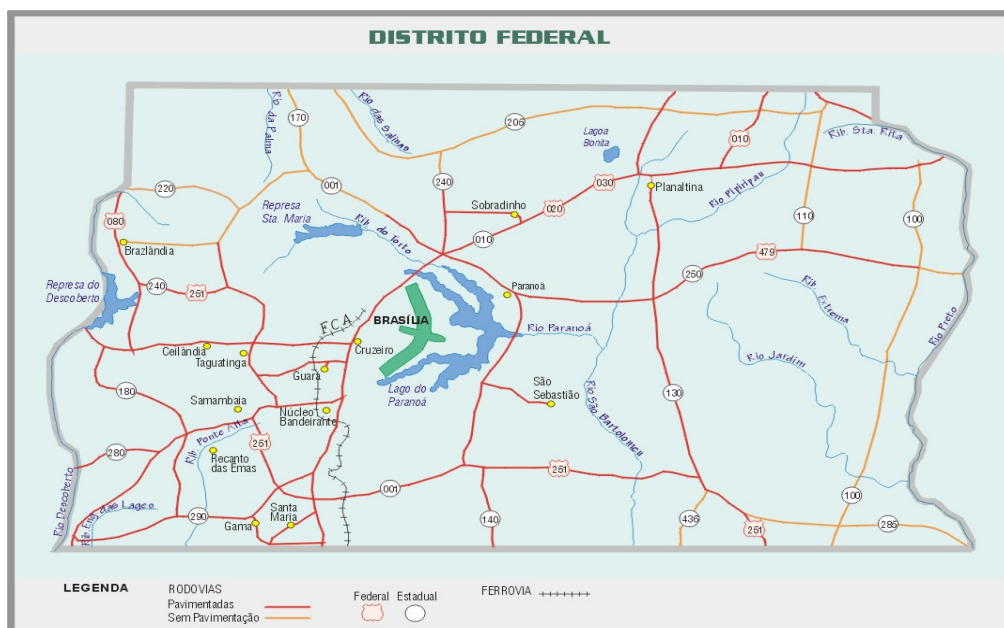 DISTRITO FEDERAL
Rio da Palma
170
Rio das Salinas
205
Lagoa Bonita
010
Rib. Sta. Rita
220
001
240
030
Planaltina
Rio Pipiripau
080
Represa Sta. Maria
Sobradinho
020
110
100
Rib. do Torto
010
Brazlândia
479
Represa do Descoberto
240
251
250
Paranoá
Rib. Extrema
Rio Preto
FCA
BRASÍLIA
Rio Paranoá
Ceilândia
Taguatinga
Cruzeiro
Rio Jardim
Guará
Lago do Paranoá
São Sebastião
180
130
Samambaia
Núcleo Bandeirante
Rio São Bartolomeu
Rib. Ponte Alta
251
280
Recanto das Emas
251
001
Rio Descoberto
Rib. Eng. das Lages
290
Gama
Santa Maria
140
436
100
285
251
LEGENDA
RODOVIAS
Pavimentadas
Sem Pavimentação
Federal
Estadual
FERROVIA